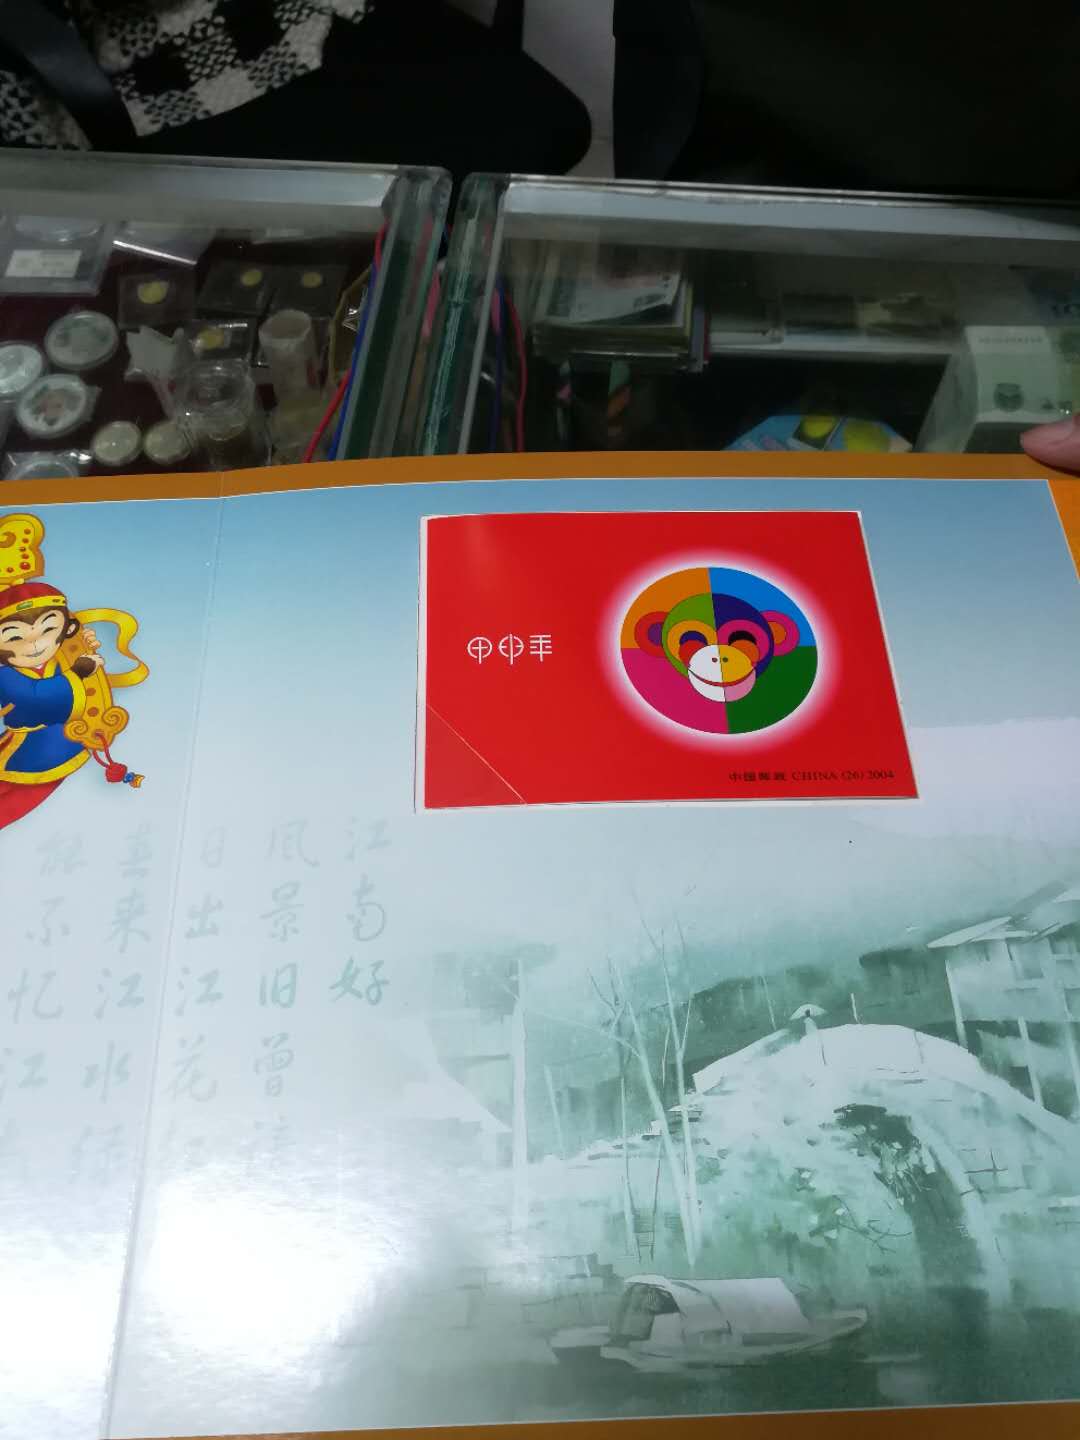 甲申年
中国邮政 CHINA (26) 2004
江南好
风景旧曾
日出江花
春来江水绿
能不忆江